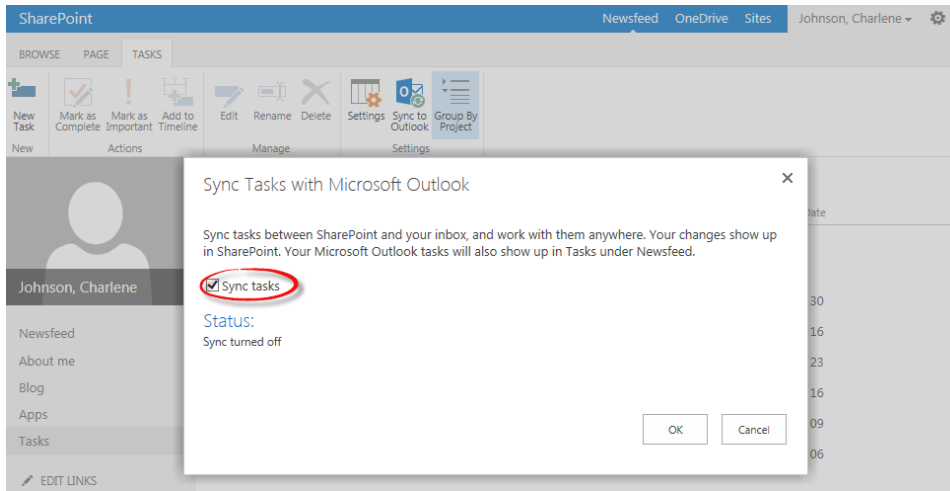 SharePoint Newsfeed OneDrive Sites Johnson, Charlene
BROWSE PAGE TASKS
New Task
Mark as Complete
Mark as Important
Add to Timeline
Edit
Rename
Delete
Settings
Sync to Outlook
Group By Project
New Actions Manage Settings
Sync Tasks with Microsoft Outlook
Date
Sync tasks between SharePoint and your inbox, and work with them anywhere. Your changes show up
in SharePoint. Your Microsoft Outlook tasks will also show up in Tasks under Newsfeed.
Sync tasks
Status:
Sync turned off
OK Cancel
Johnson, Charlene
Newsfeed
About me
Blog
Apps
Tasks
EDIT LINKS
30
16
23
16
09
06